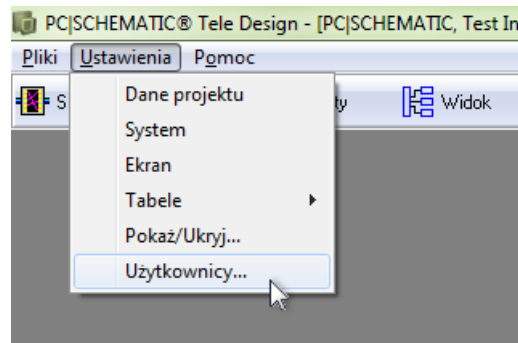 PC|SCHEMATIC® Tele Design - [PC|SCHEMATIC, Test In
Pliki Ustawienia Pomoc
S ty Widok
Dane projektu
System
Ekran
Tabele
Pokaż/Ukryj...
Użytkownicy...